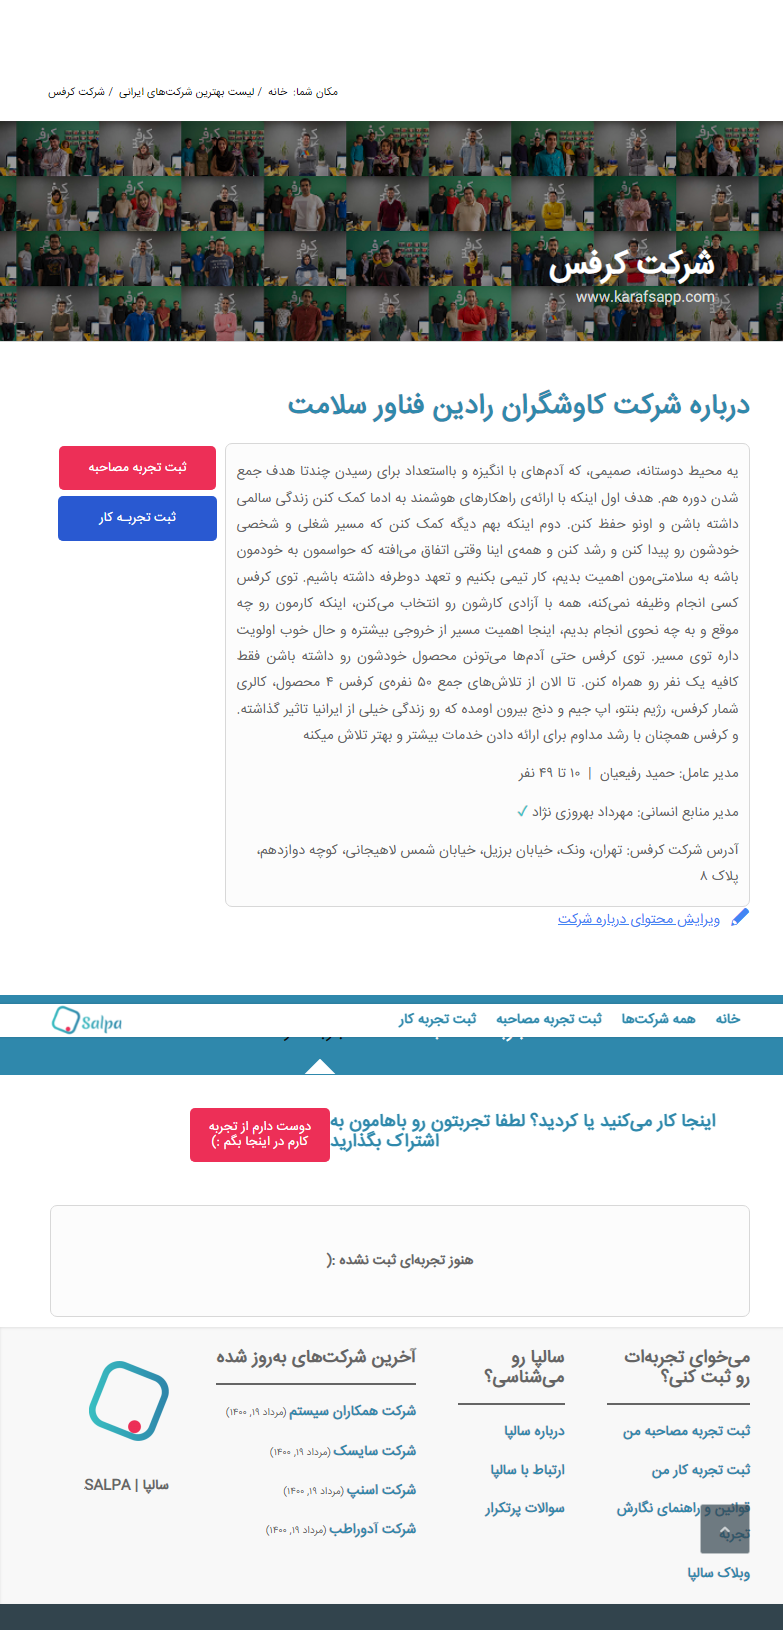 مکان شما: خانه / لیست بهترین شرکت‌های ایرانی / شرکت کرفس
شرکت کرفس
www.karafsapp.com
درباره شرکت کاوشگران رادین فناور سلامت
ثبت تجربه مصاحبه
ثبت تجربـه کار
یه محیط دوستانه، صمیمی، که آدم‌های با انگیزه و بااستعداد برای رسیدن چندتا هدف جمع
شدن دوره هم. هدف اول اینکه با ارائه‌ی راهکارهای هوشمند به ادما کمک کنن زندگی سالمی
داشته باشن و اونو حفظ کنن. دوم اینکه بهم دیگه کمک کنن که مسیر شغلی و شخصی
خودشون رو پیدا کنن و رشد کنن و همه‌ی اینا وقتی اتفاق می‌افته که حواسمون به خودمون
باشه به سلامتی‌مون اهمیت بدیم، کار تیمی بکنیم و تعهد دوطرفه داشته باشیم. توی کرفس
کسی انجام وظیفه نمی‌کنه، همه با آزادی کارشون رو انتخاب می‌کنن، اینکه کارمون رو چه
موقع و به چه نحوی انجام بدیم، اینجا اهمیت مسیر از خروجی بیشتره و حال خوب اولویت
داره توی مسیر. توی کرفس حتی آدم‌ها می‌تونن محصول خودشون رو داشته باشن فقط
کافیه یک نفر رو همراه کنن. تا الان از تلاش‌های جمع ۵۰ نفره‌ی کرفس ۴ محصول، کالری
شمار کرفس، رژیم بنتو، اپ جیم و دنج بیرون اومده که رو زندگی خیلی از ایرانیا تاثیر گذاشته.
و کرفس همچنان با رشد مداوم برای ارائه دادن خدمات بیشتر و بهتر تلاش میکنه
مدیر عامل: حمید رفیعیان | ۱۰ تا ۴۹ نفر
مدیر منابع انسانی: مهرداد بهروزی نژاد ✓
آدرس شرکت کرفس: تهران، ونک، خیابان برزیل، خیابان شمس لاهیجانی، کوچه دوازدهم،
پلاک ۸
ویرایش محتوای درباره شرکت
خانه همه شرکت‌ها ثبت تجربه مصاحبه ثبت تجربه کار Salpa
اینجا کار می‌کنید یا کردید؟ لطفا تجربتون رو باهامون به
اشتراک بگذارید
دوست دارم از تجربه
کارم در اینجا بگم :)
هنوز تجربه‌ای ثبت نشده :(
می‌خوای تجربه‌ات
رو ثبت کنی؟
ثبت تجربه مصاحبه من
ثبت تجربه کار من
قوانین و راهنمای نگارش
تجربه
وبلاک سالپا
سالپا رو
می‌شناسی؟
درباره سالپا
ارتباط با سالپا
سوالات پرتکرار
آخرین شرکت‌های به‌روز شده
شرکت همکاران سیستم (مرداد ۱۹, ۱۴۰۰)
شرکت سایسک (مرداد ۱۹, ۱۴۰۰)
شرکت اسنپ (مرداد ۱۹, ۱۴۰۰)
شرکت آدوراطب (مرداد ۱۹, ۱۴۰۰)
سالپا | SALPA